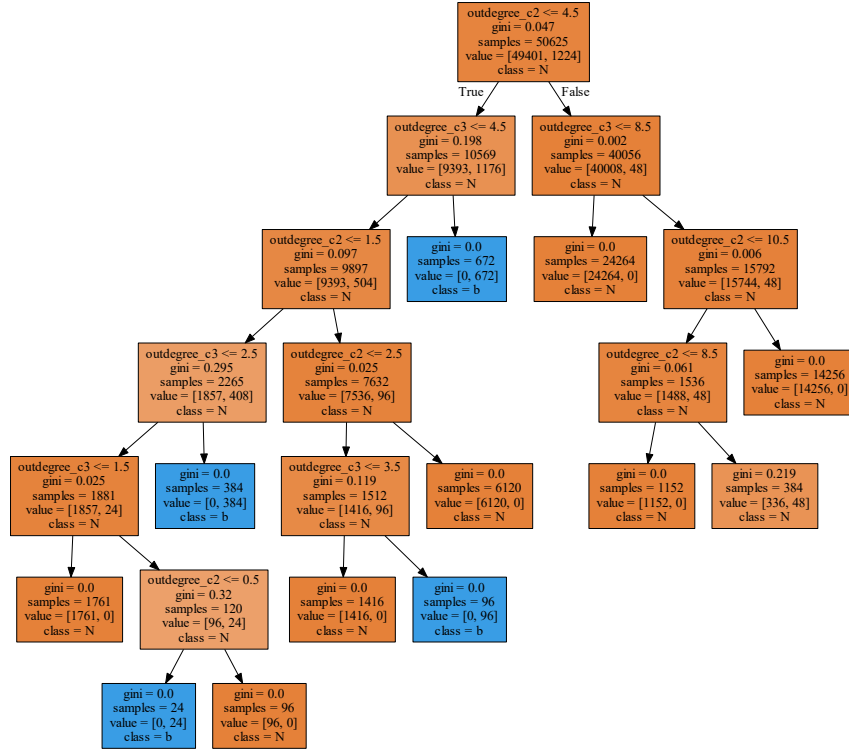 outdegree_c2 <= 4.5
gini = 0.047
samples = 50625
value = [49401, 1224]
class = N
True
False
outdegree_c3 <= 4.5
gini = 0.198
samples = 10569
value = [9393, 1176]
class = N
outdegree_c3 <= 8.5
gini = 0.002
samples = 40056
value = [40008, 48]
class = N
outdegree_c2 <= 1.5
gini = 0.097
samples = 9897
value = [9393, 504]
class = N
gini = 0.0
samples = 672
value = [0, 672]
class = b
gini = 0.0
samples = 24264
value = [24264, 0]
class = N
outdegree_c2 <= 10.5
gini = 0.006
samples = 15792
value = [15744, 48]
class = N
outdegree_c3 <= 2.5
gini = 0.295
samples = 2265
value = [1857, 408]
class = N
outdegree_c2 <= 2.5
gini = 0.025
samples = 7632
value = [7536, 96]
class = N
outdegree_c2 <= 8.5
gini = 0.061
samples = 1536
value = [1488, 48]
class = N
gini = 0.0
samples = 14256
value = [14256, 0]
class = N
outdegree_c3 <= 1.5
gini = 0.025
samples = 1881
value = [1857, 24]
class = N
gini = 0.0
samples = 384
value = [0, 384]
class = b
outdegree_c3 <= 3.5
gini = 0.119
samples = 1512
value = [1416, 96]
class = N
gini = 0.0
samples = 6120
value = [6120, 0]
class = N
gini = 0.0
samples = 1152
value = [1152, 0]
class = N
gini = 0.219
samples = 384
value = [336, 48]
class = N
gini = 0.0
samples = 1761
value = [1761, 0]
class = N
outdegree_c2 <= 0.5
gini = 0.32
samples = 120
value = [96, 24]
class = N
gini = 0.0
samples = 1416
value = [1416, 0]
class = N
gini = 0.0
samples = 96
value = [0, 96]
class = b
gini = 0.0
samples = 24
value = [0, 24]
class = b
gini = 0.0
samples = 96
value = [96, 0]
class = N